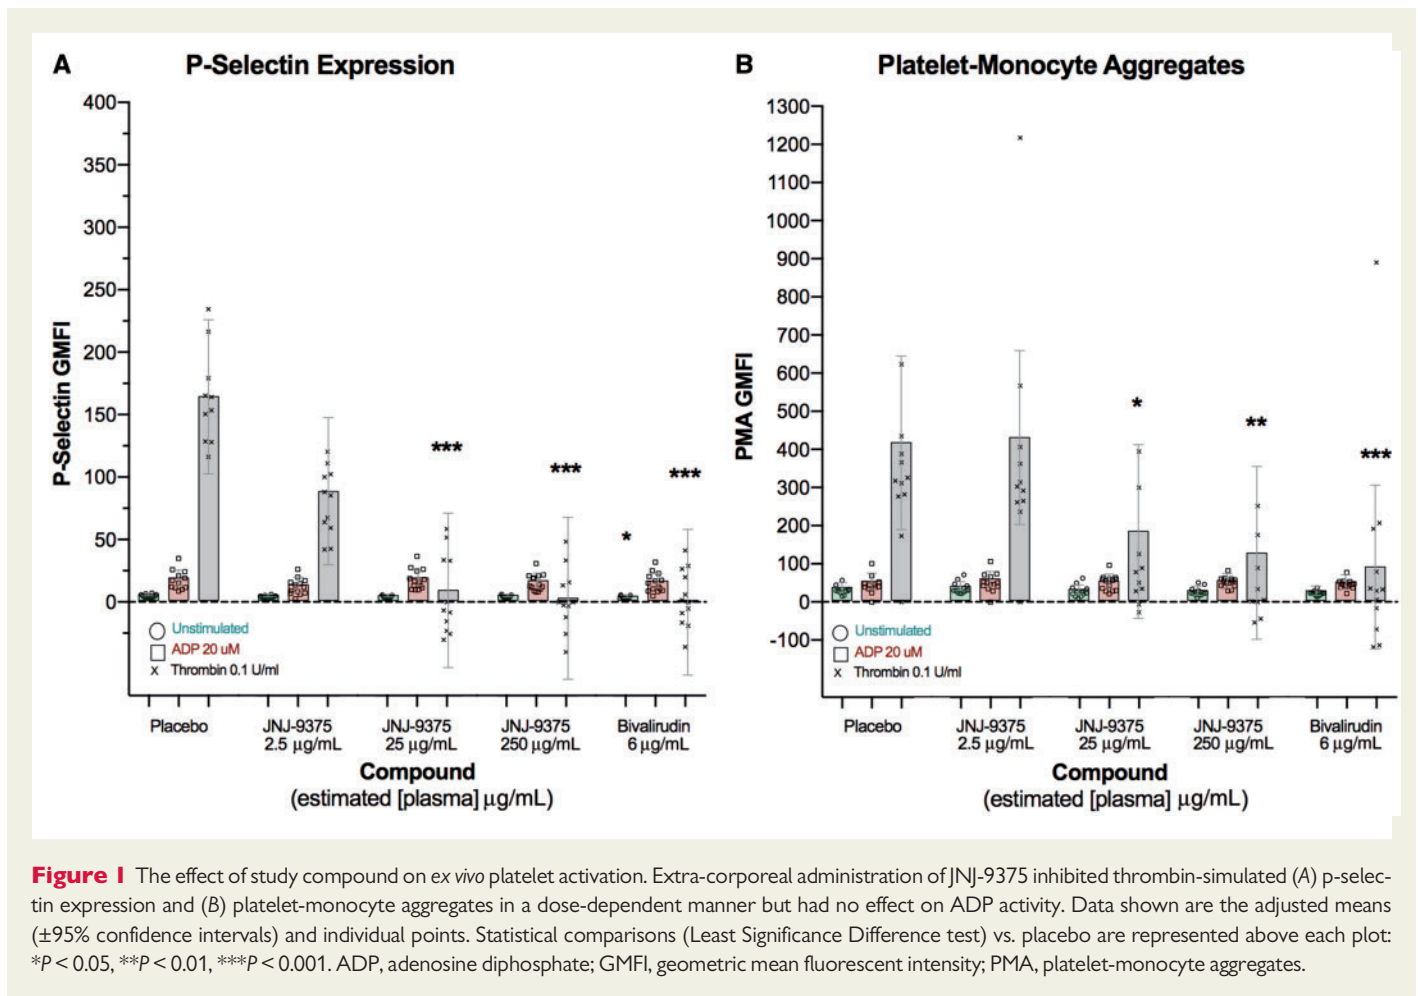 A
P-Selectin Expression
P-Selectin GMFI
400
350
300
250
200
150
100
50
0
***
***
*
***
Unstimulated
ADP 20 uM
x Thrombin 0.1 U/ml
Placebo
JNJ-9375
2.5 µg/mL
JNJ-9375
25 µg/mL
JNJ-9375
250 µg/mL
Bivalirudin
6 µg/mL
Compound
(estimated [plasma] µg/mL)
B
Platelet-Monocyte Aggregates
PMA GMFI
1300
1200
1100
1000
900
800
700
600
500
400
300
200
100
0
-100
*
**
***
Unstimulated
ADP 20 uM
x Thrombin 0.1 U/ml
Placebo
JNJ-9375
2.5 µg/mL
JNJ-9375
25 µg/mL
JNJ-9375
250 µg/mL
Bivalirudin
6 µg/mL
Compound
(estimated [plasma] µg/mL)
Figure 1 The effect of study compound on ex vivo platelet activation. Extra-corporeal administration of JNJ-9375 inhibited thrombin-simulated (A) p-selec-
tin expression and (B) platelet-monocyte aggregates in a dose-dependent manner but had no effect on ADP activity. Data shown are the adjusted means
(±95% confidence intervals) and individual points. Statistical comparisons (Least Significance Difference test) vs. placebo are represented above each plot:
*P < 0.05, **P < 0.01, ***P < 0.001. ADP, adenosine diphosphate; GMFI, geometric mean fluorescent intensity; PMA, platelet-monocyte aggregates.